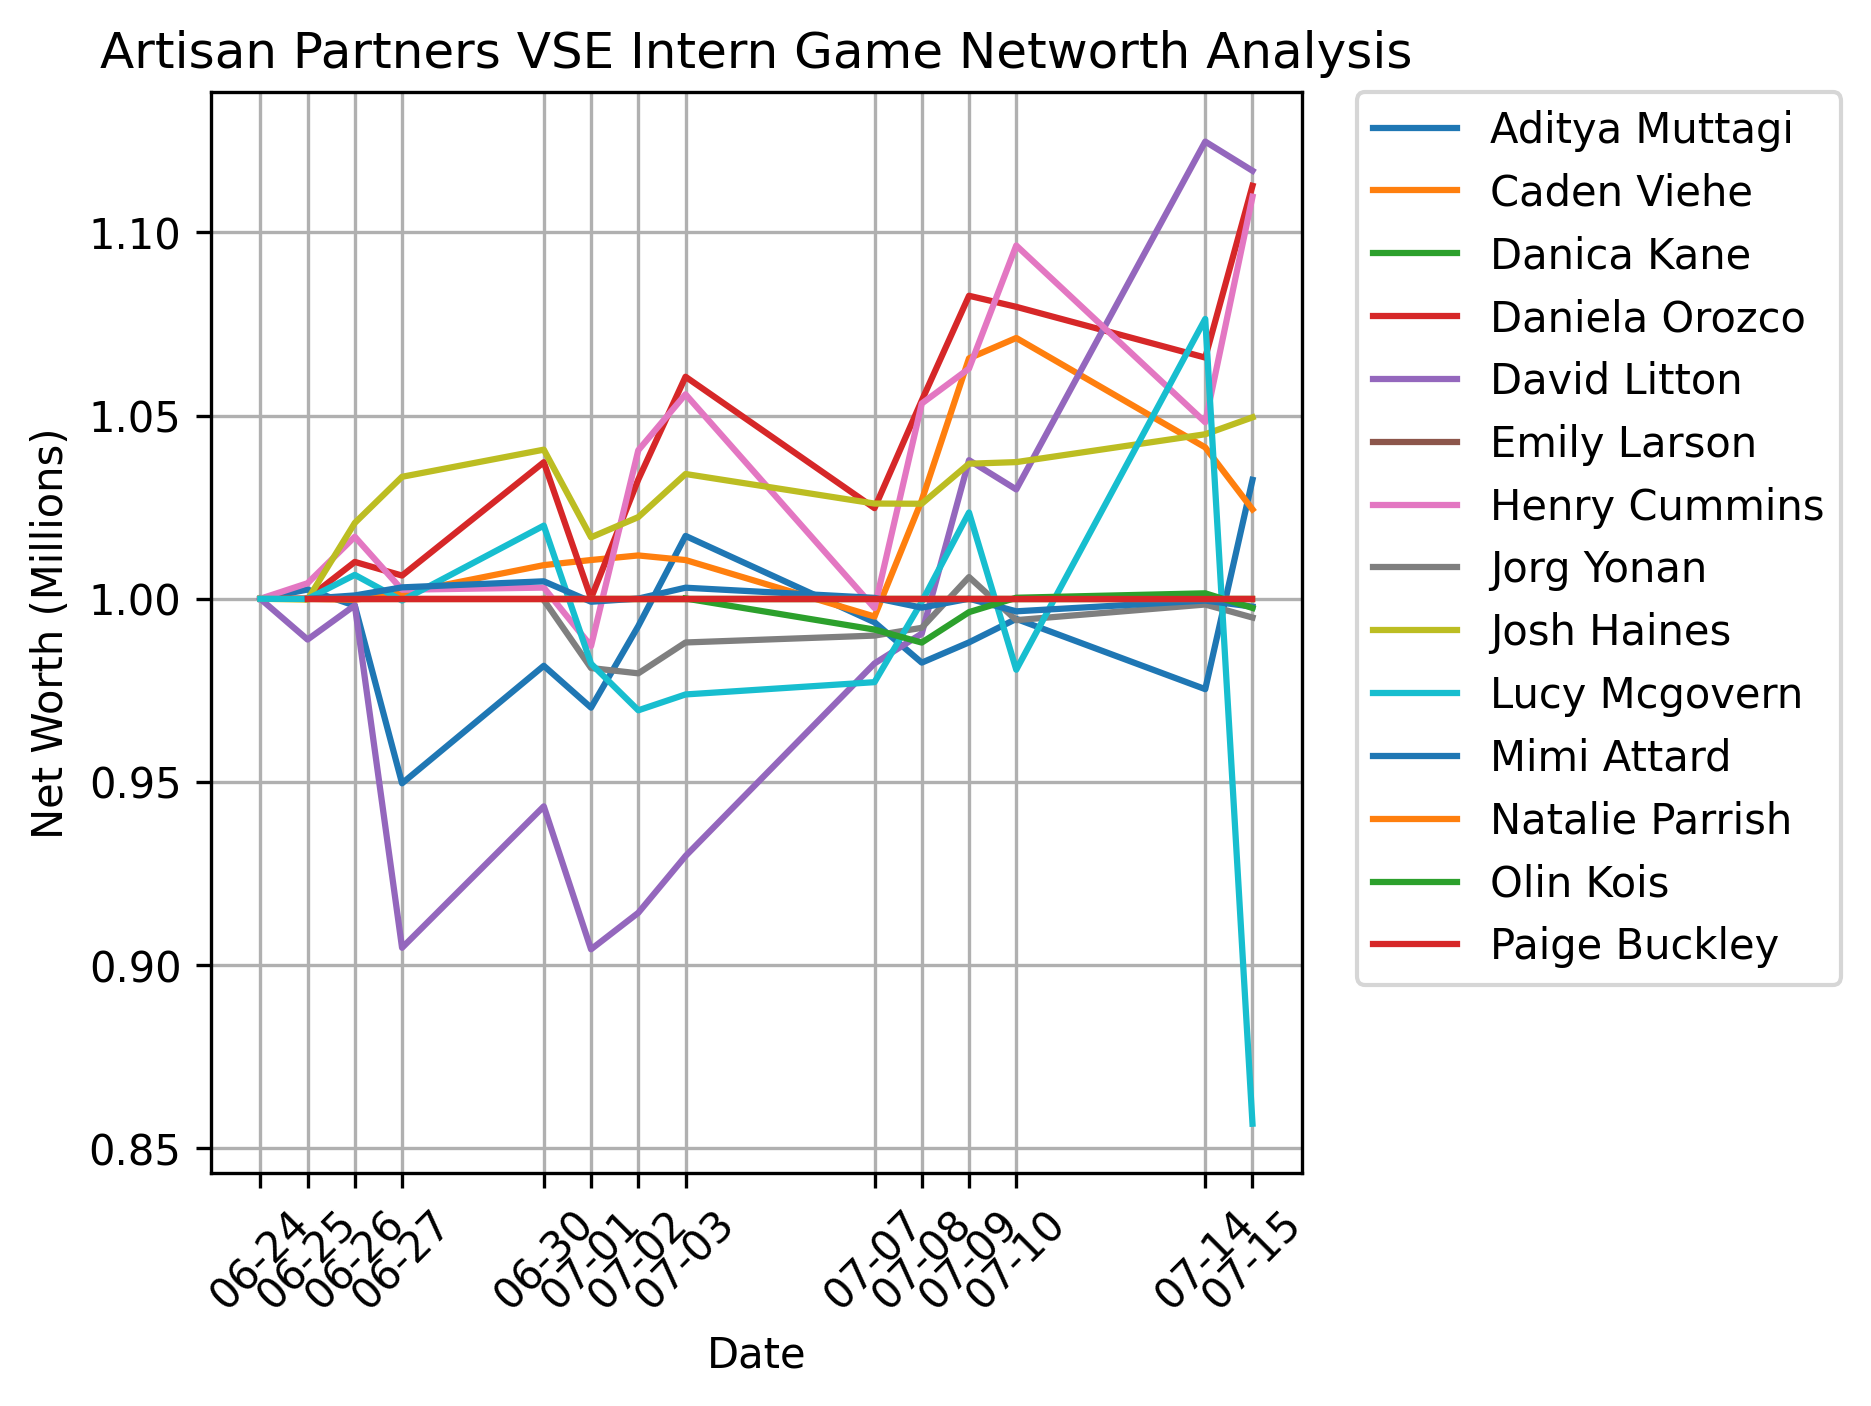 Artisan Partners VSE Intern Game Networth Analysis
Net Worth (Millions)
1.10
1.05
1.00
0.95
0.90
0.85
06-24
06-25
06-26
06-27
06-30
07-01
07-02
07-03
07-07
07-08
07-09
07-10
07-14
07-15
Date
Aditya Muttagi
Caden Viehe
Danica Kane
Daniela Orozco
David Litton
Emily Larson
Henry Cummins
Jorg Yonan
Josh Haines
Lucy Mcgovern
Mimi Attard
Natalie Parrish
Olin Kois
Paige Buckley